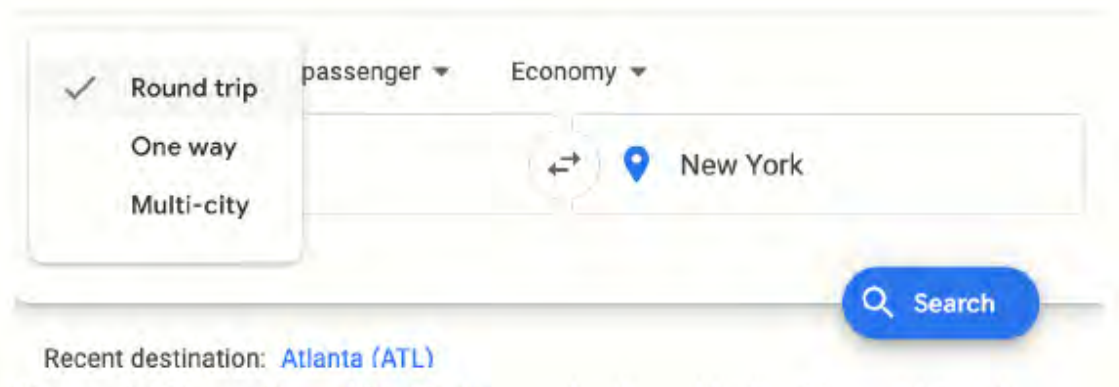 Round trip
passenger
Economy
One way
Multi-city
New York
Search
Recent destination: Atlanta (ATL)